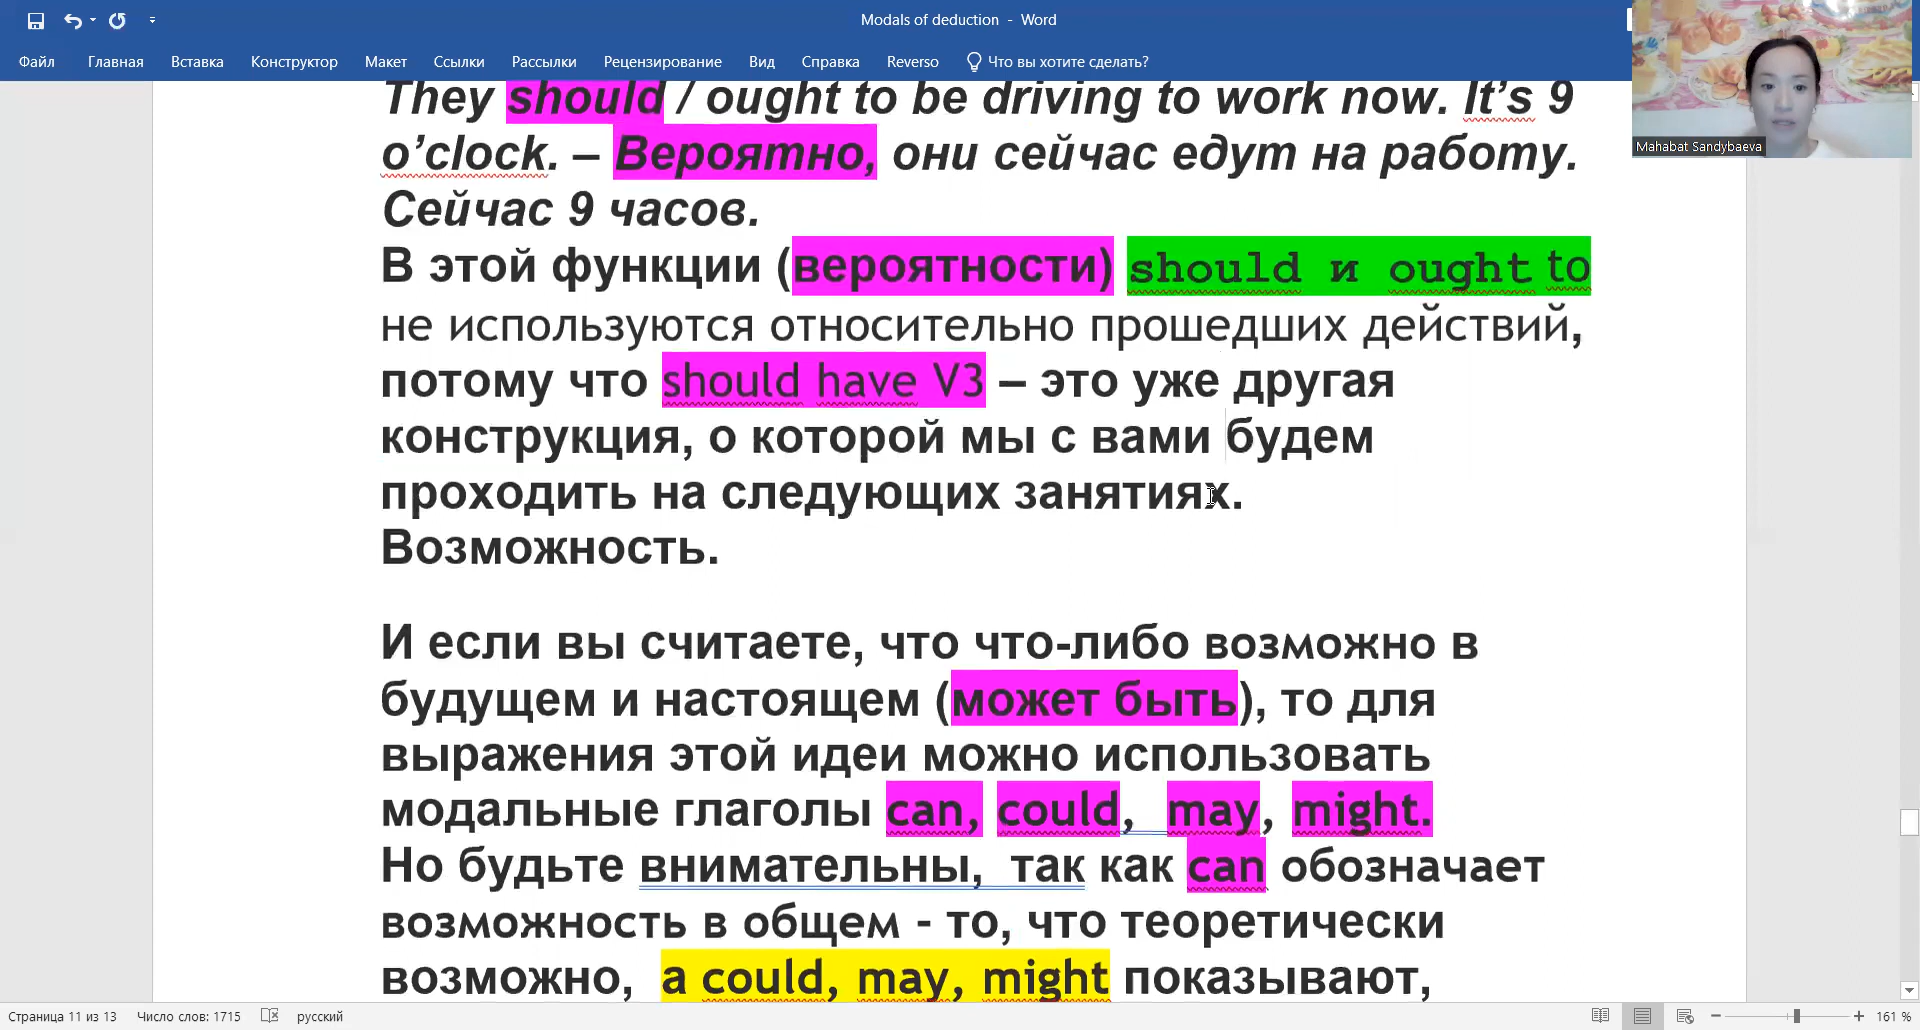 Modals of deduction - Word
Файл Главная Вставка Конструктор Макет Ссылки Рассылки Рецензирование Вид Справка Reverso Что вы хотите сделать?
Mahabat Sandybaeva
They should / ought to be driving to work now. It’s 9
o’clock. – Вероятно, они сейчас едут на работу.
Сейчас 9 часов.
В этой функции (вероятности) should и ought to
не используются относительно прошедших действий,
потому что should have V3 – это уже другая
конструкция, о которой мы с вами будем
проходить на следующих занятиях.
Возможность.
И если вы считаете, что что-либо возможно в
будущем и настоящем (может быть), то для
выражения этой идеи можно использовать
модальные глаголы can, could, may, might.
Но будьте внимательны, так как can обозначает
возможность в общем - то, что теоретически
возможно, а could, may, might показывают,
Страница 11 из 13 Число слов: 1715 русский 161 %